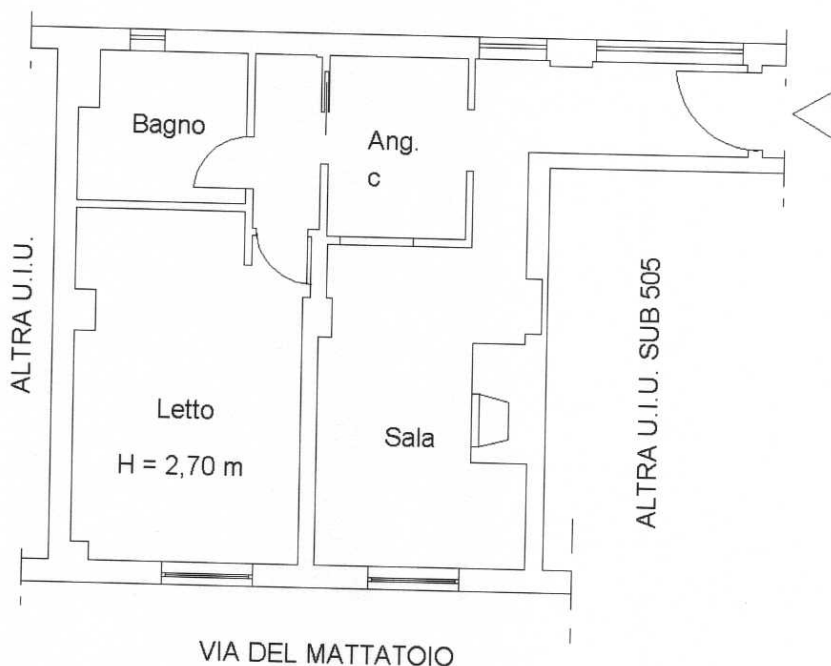 Bagno
Ang.
c
ALTRA U.I.U.
ALTRA U.I.U. SUB 505
Letto
H = 2,70 m
Sala
VIA DEL MATTATOIO